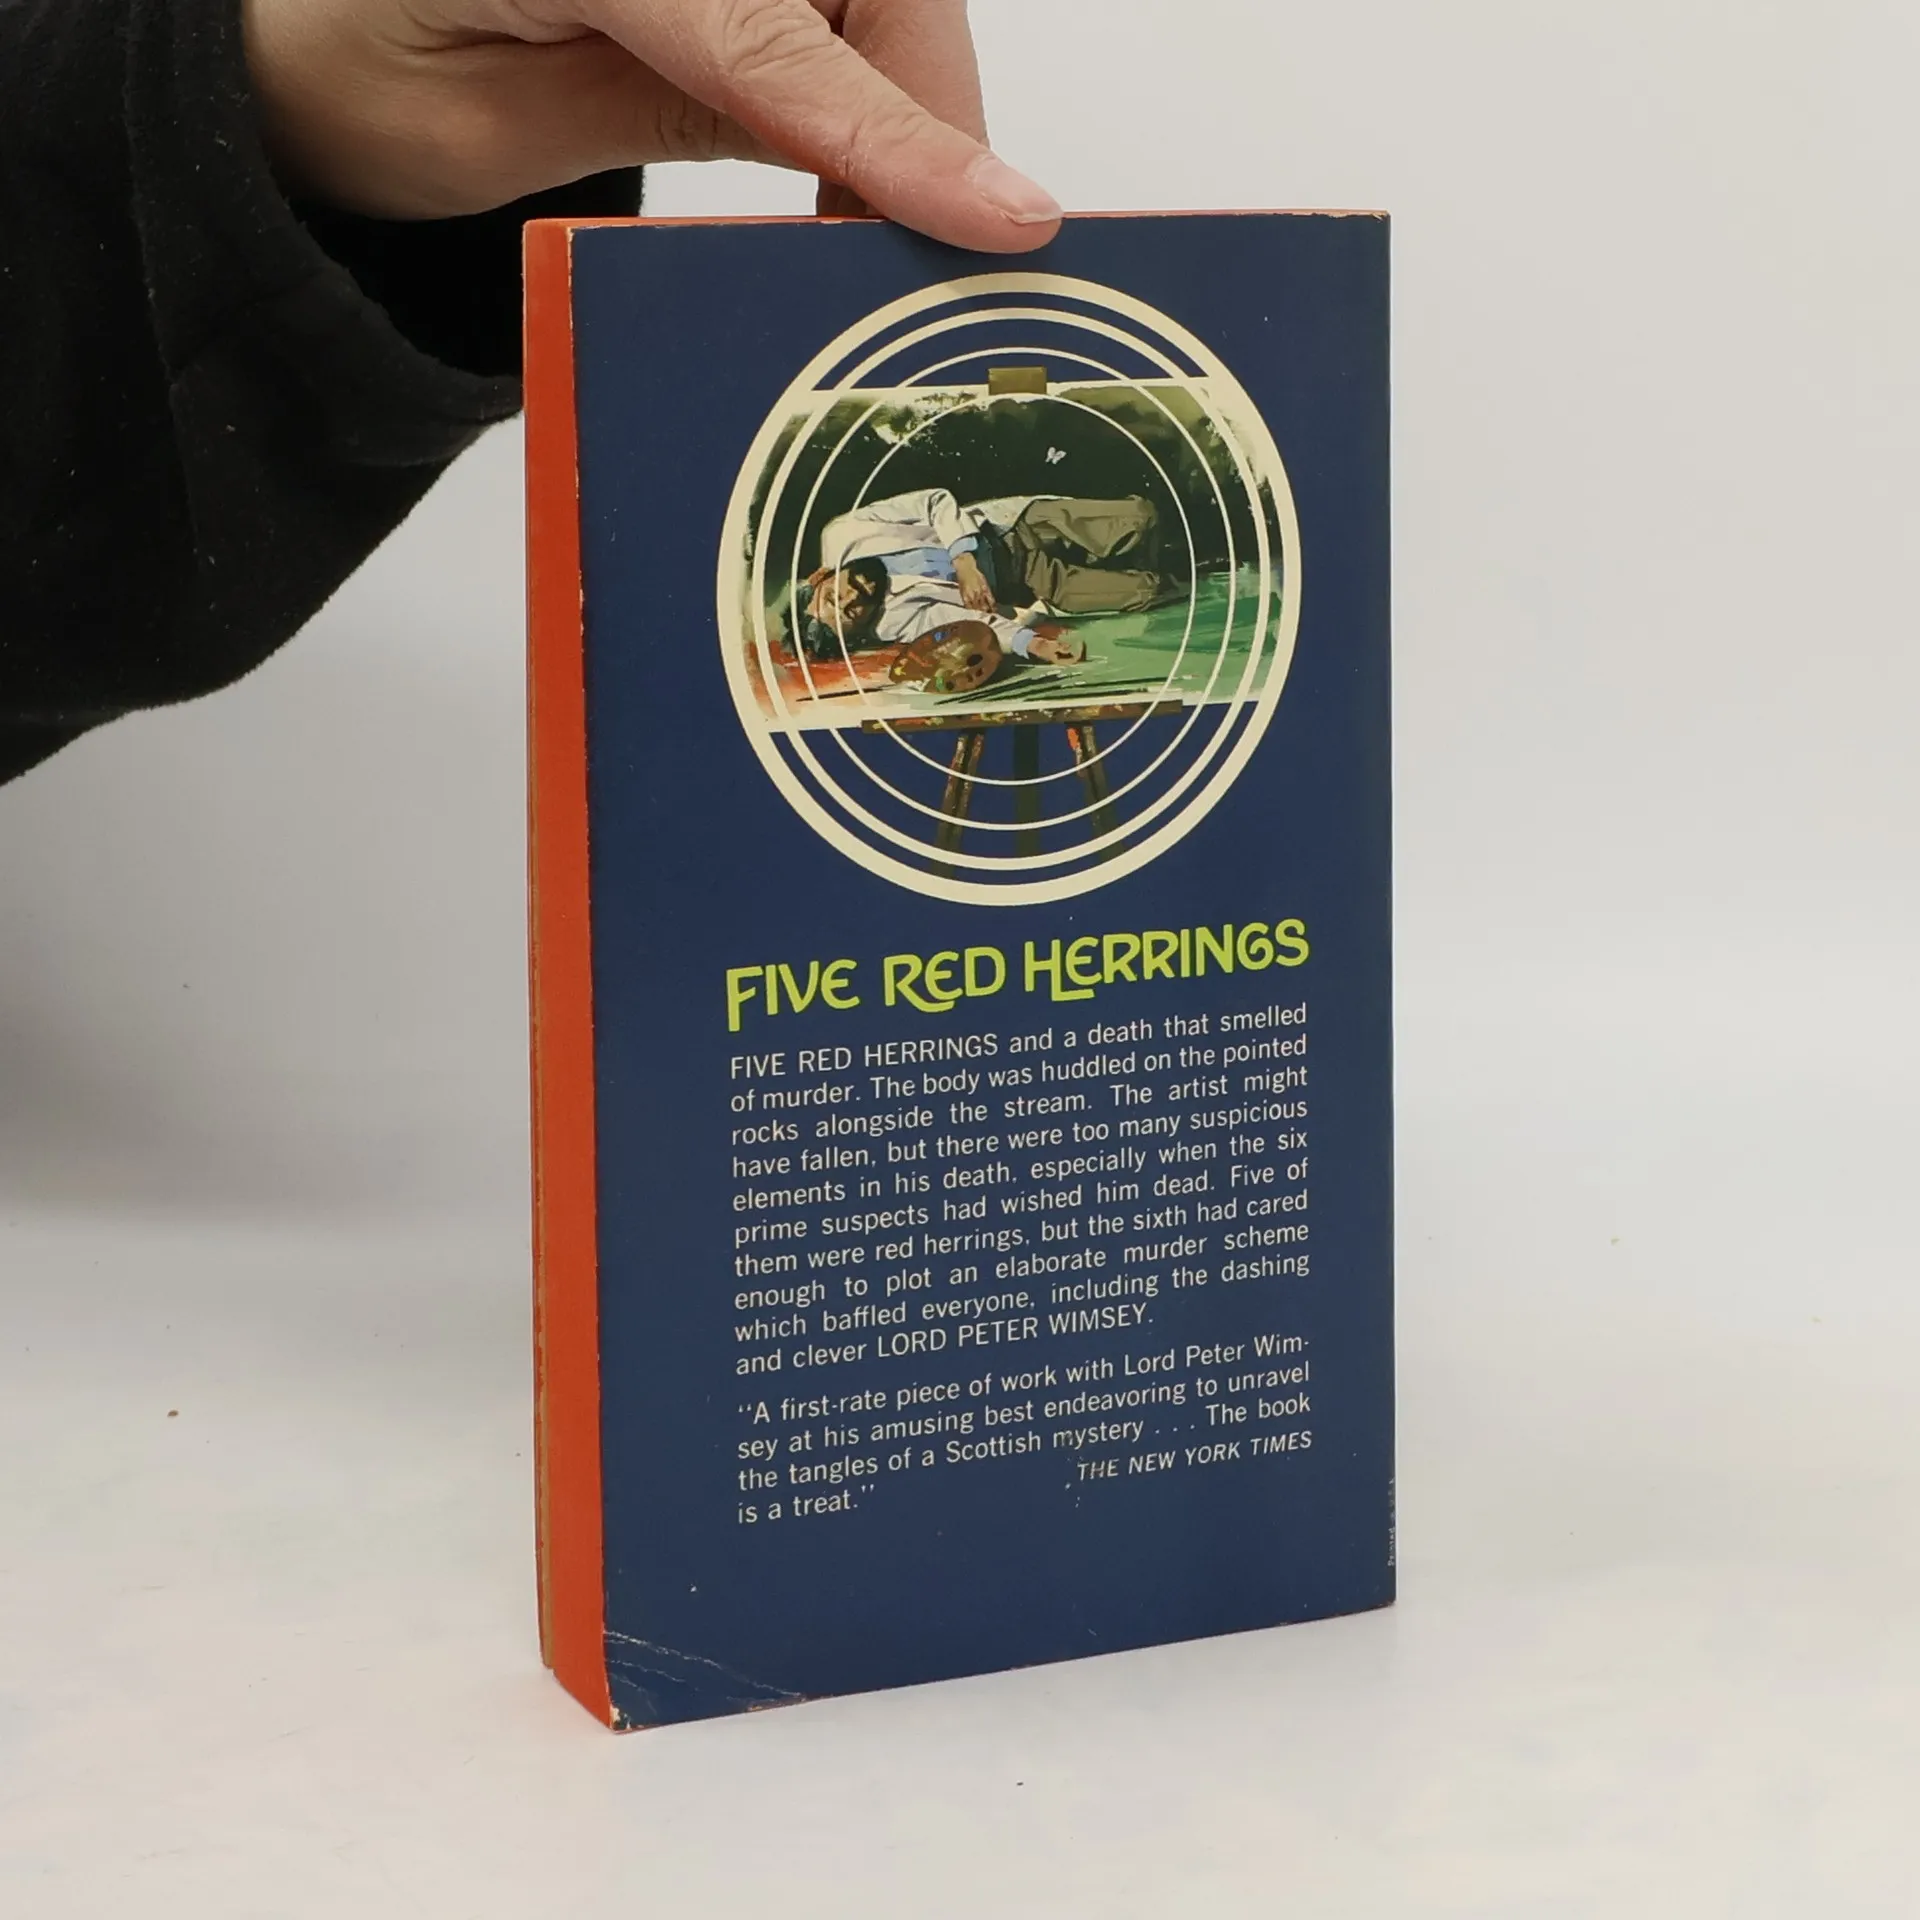 FIVE RED HERRINGS
FIVE RED HERRINGS and a death that smelled
of murder. The body was huddled on the pointed
rocks alongside the stream. The artist might
have fallen, but there were too many suspicious
elements in his death, especially when the six
prime suspects had wished him dead. Five of
them were red herrings, but the sixth had cared
enough to plot an elaborate murder scheme
which baffled everyone, including the dashing
and clever LORD PETER WIMSEY.
"A first-rate piece of work with Lord Peter Wim-
sey at his amusing best endeavoring to unravel
the tangles of a Scottish mystery . . . The book
is a treat."
THE NEW YORK TIMES
Printed in U.S.A.